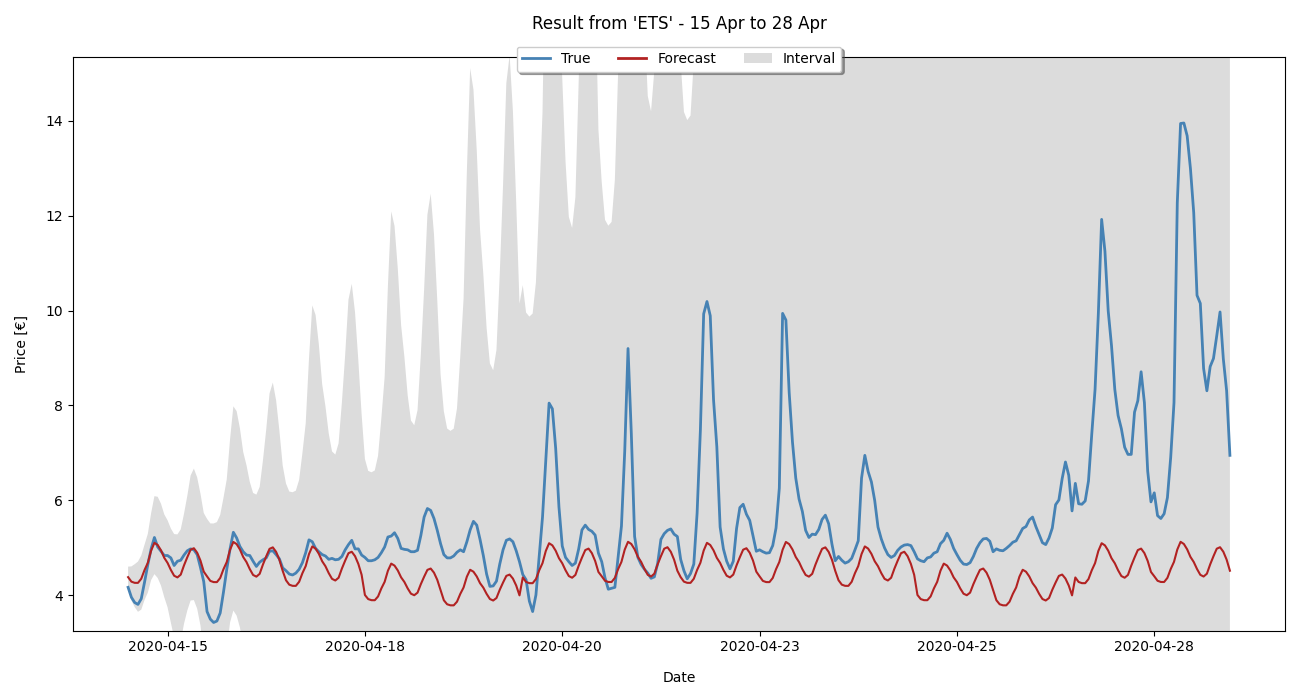 Result from 'ETS' - 15 Apr to 28 Apr
True Forecast Interval
Price [€]
14
12
10
8
6
4
2020-04-15 2020-04-18 2020-04-20 2020-04-23 2020-04-25 2020-04-28
Date